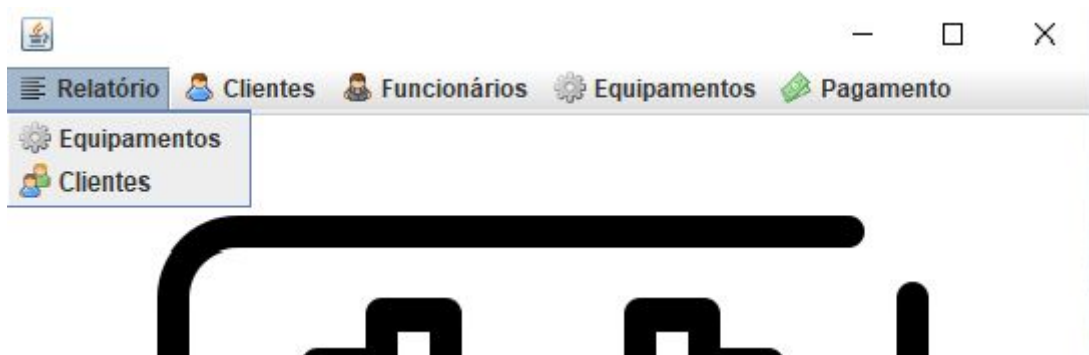 Relatório Clientes Funcionários Equipamentos Pagamento
Equipamentos
Clientes